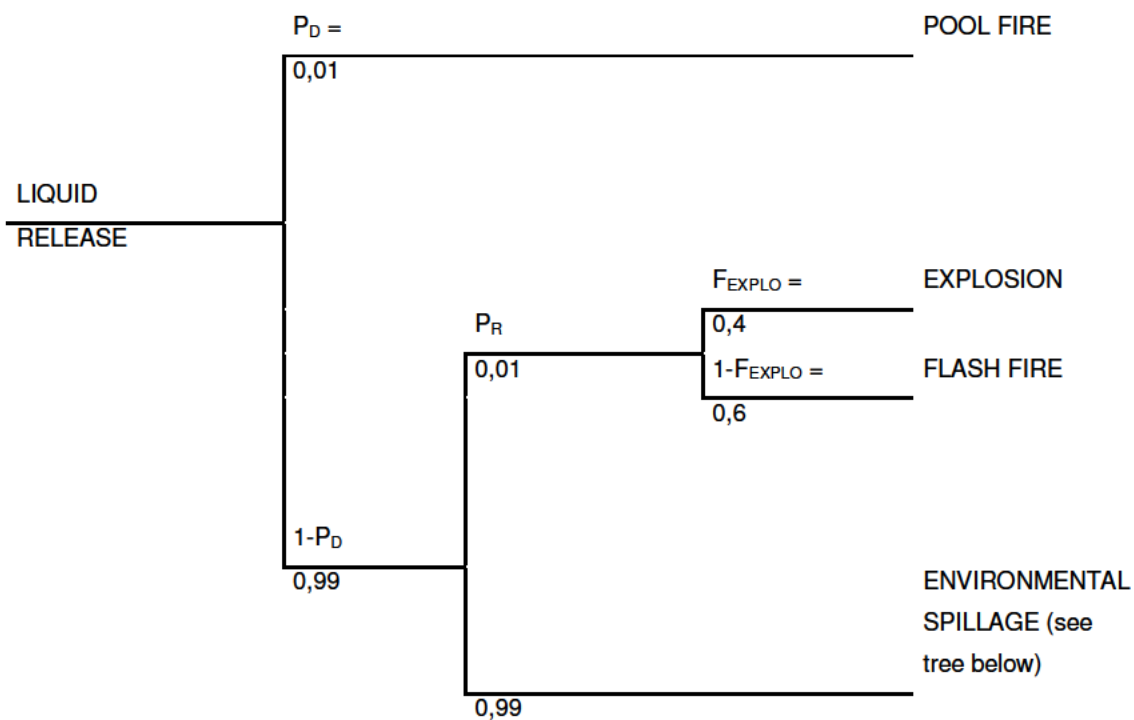 P_D =
POOL FIRE
0,01
LIQUID
RELEASE
F_EXPLO =
EXPLOSION
0,4
P_R
0,01
1-F_EXPLO =
FLASH FIRE
0,6
1-P_D
0,99
ENVIRONMENTAL
SPILLAGE (see
tree below)
0,99